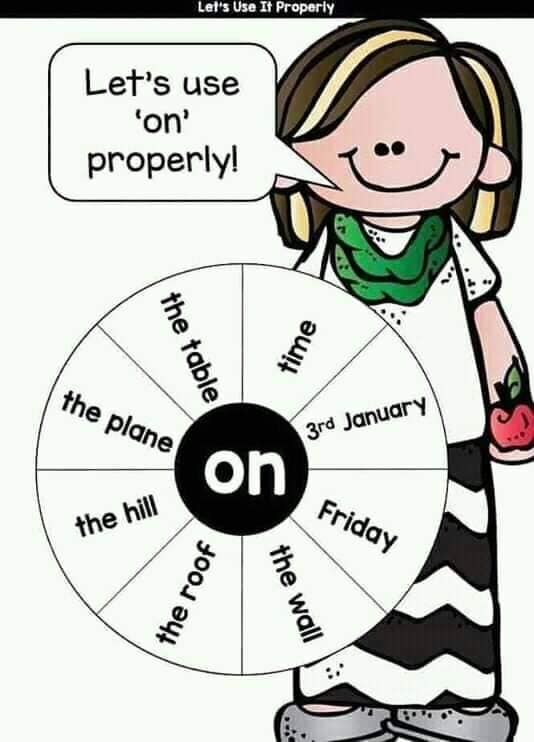 Let's Use It Properly
Let's use
'on'
properly!
on
time
3rd January
Friday
the wall
the roof
the hill
the plane
the table